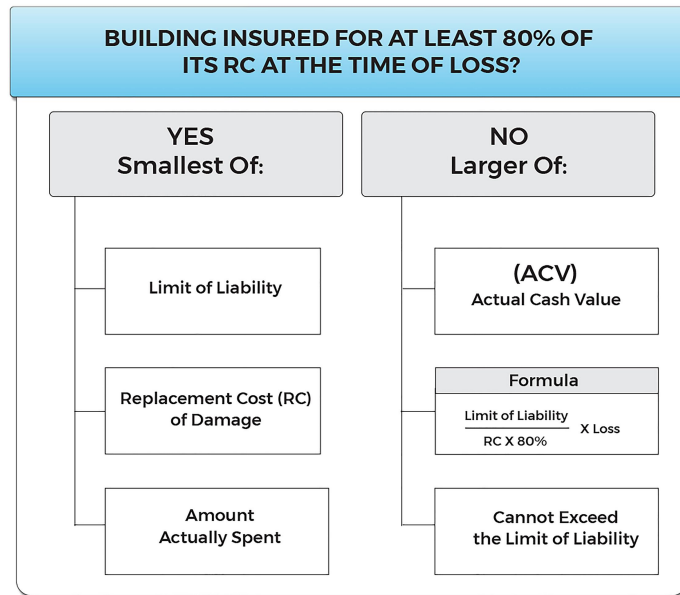 BUILDING INSURED FOR AT LEAST 80% OF
ITS RC AT THE TIME OF LOSS?
YES
Smallest Of:
Limit of Liability
Replacement Cost (RC)
of Damage
Amount
Actually Spent
NO
Larger Of:
(ACV)
Actual Cash Value
Formula
Limit of Liability
RC X 80%
X Loss
Cannot Exceed
the Limit of Liability